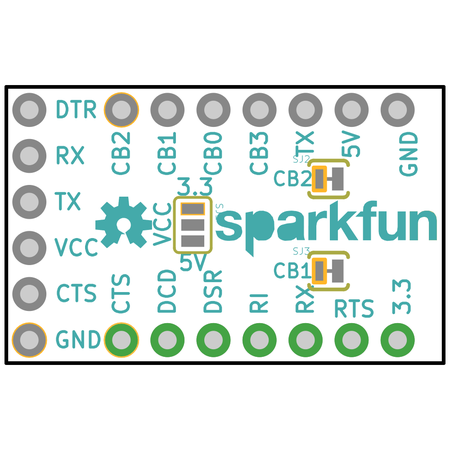 DTR
CB2
CB1
CB0
CB3
TX
5V
GND
RX
SJ2
CB2
TX
3.3
VCC
sparkfun
VCC
5V
SJ3
CB1
CTS
CTS
DCD
DSR
RI
RX
RTS
3.3
GND